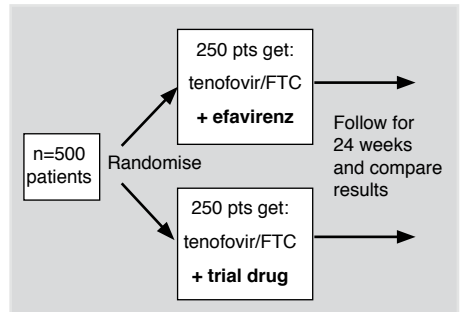 n=500
patients
Randomise
250 pts get:
tenofovir/FTC
+ efavirenz
250 pts get:
tenofovir/FTC
+ trial drug
Follow for
24 weeks
and compare
results